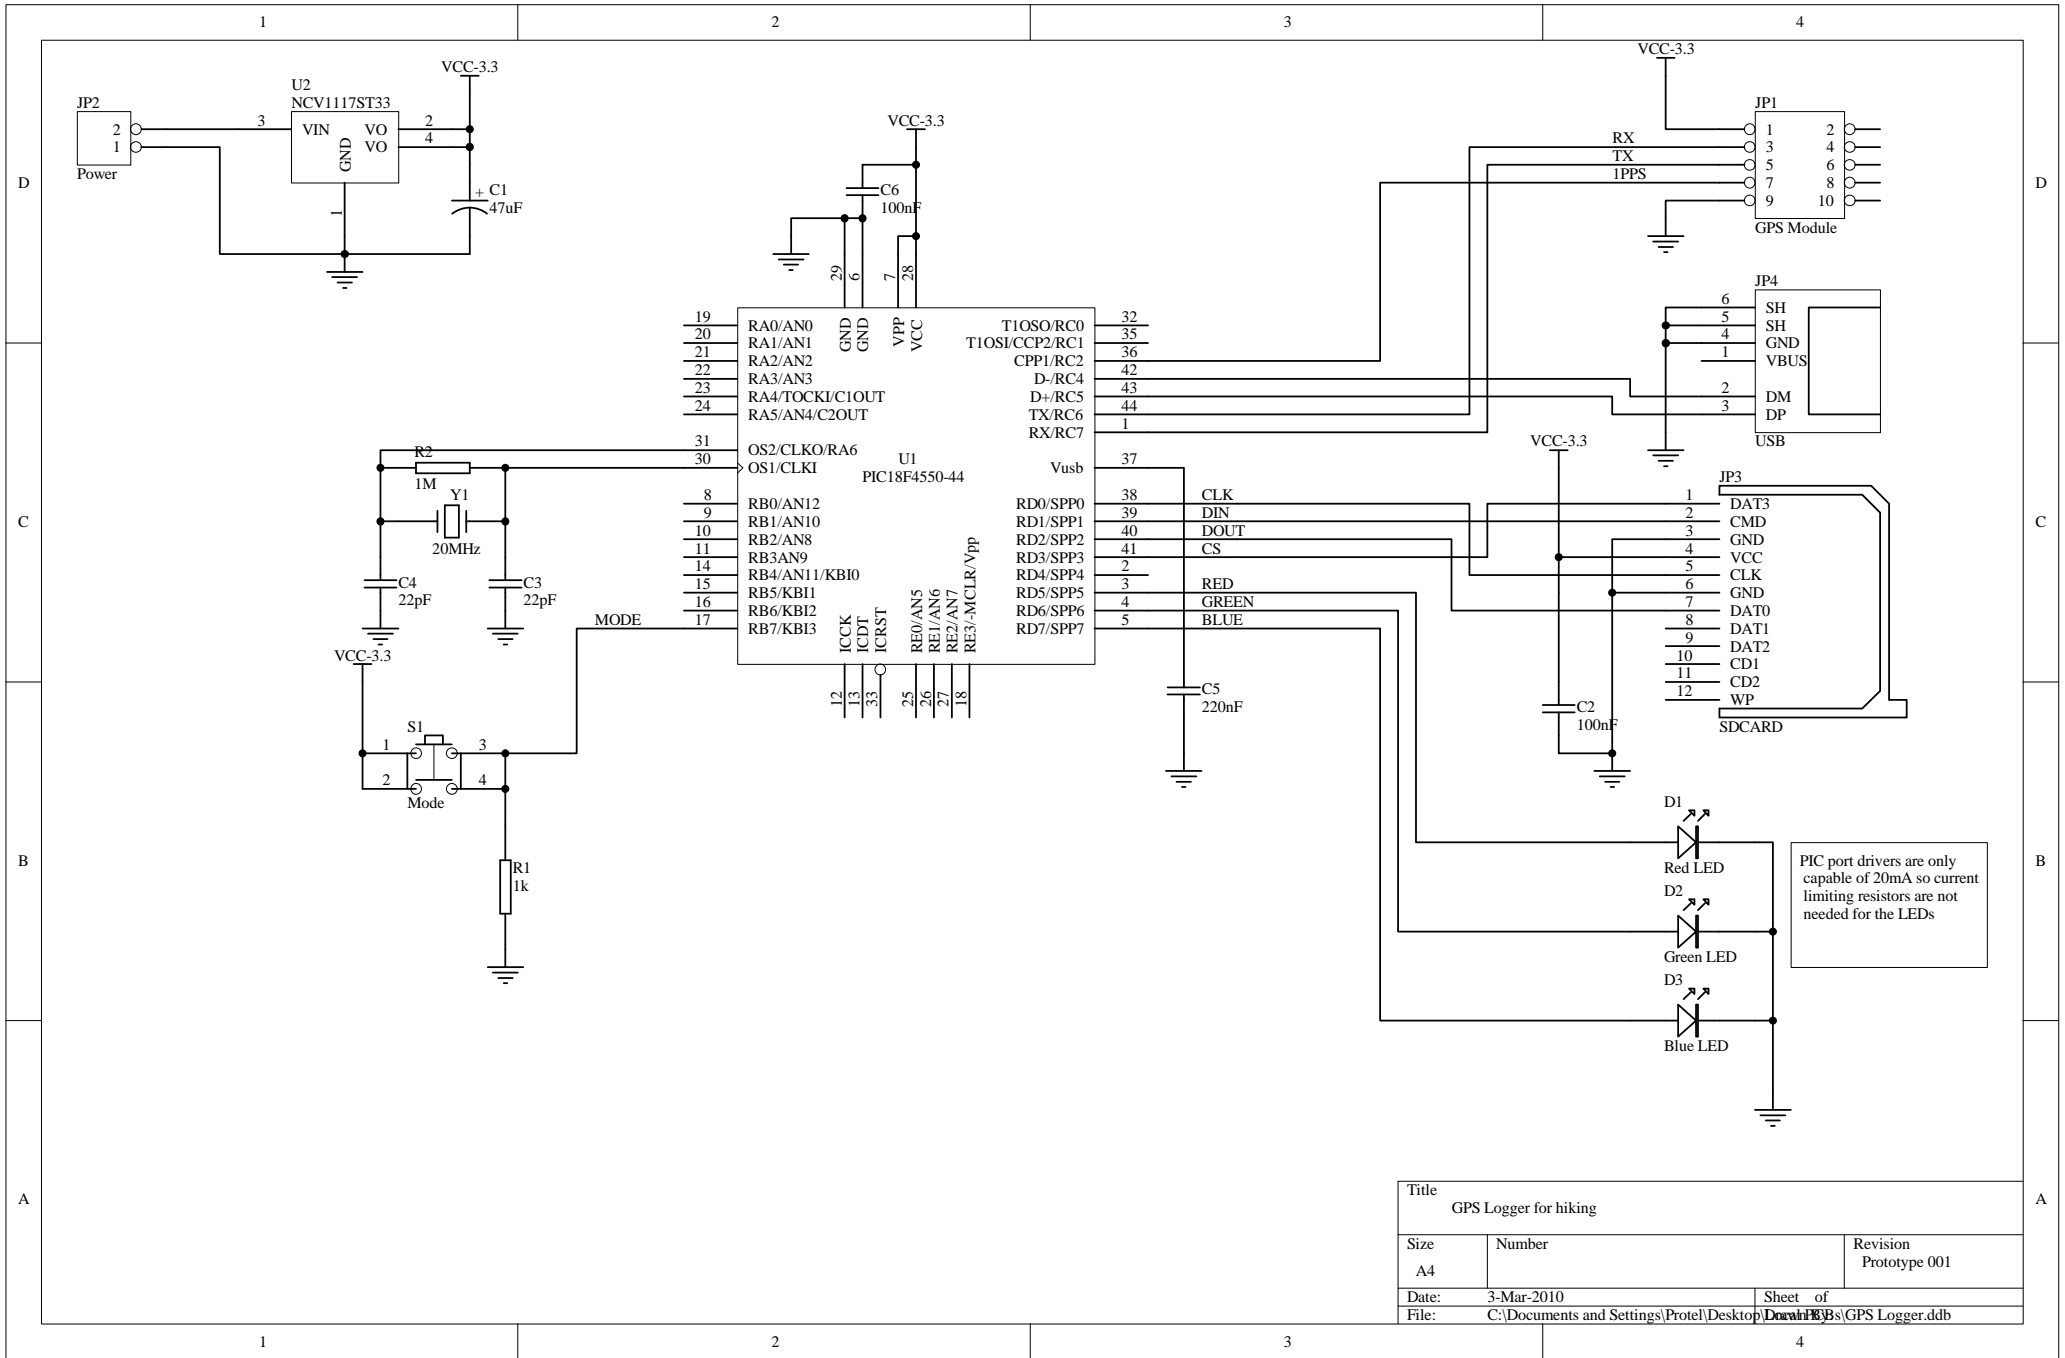 1 2 3 4
D
C
B
A
D
C
B
A
1 2 3 4
JP2
2
1
Power
U2
NCV1117ST33
3 VIN VO 2
VO 4
GND
1
VCC-3.3
+ C1
47uF
VCC-3.3
C6
100nF
29 6 7 28
GND GND VPP VCC
19 RA0/AN0
20 RA1/AN1
21 RA2/AN2
22 RA3/AN3
23 RA4/TOCKI/C1OUT
24 RA5/AN4/C2OUT
31 OS2/CLKO/RA6
30 OS1/CLKI
8 RB0/AN12
9 RB1/AN10
10 RB2/AN8
11 RB3AN9
14 RB4/AN11/KBI0
15 RB5/KBI1
16 RB6/KBI2
17 RB7/KBI3
U1
PIC18F4550-44
T1OSO/RC0 32
T1OSI/CCP2/RC1 35
CPP1/RC2 36
D-/RC4 42
D+/RC5 43
TX/RC6 44
RX/RC7 1
Vusb 37
RD0/SPP0 38 CLK
RD1/SPP1 39 DIN
RD2/SPP2 40 DOUT
RD3/SPP3 41 CS
RD4/SPP4 2
RD5/SPP5 3 RED
RD6/SPP6 4 GREEN
RD7/SPP7 5 BLUE
ICCK ICDT ICRST RE0/AN5 RE1/AN6 RE2/AN7 RE3/-MCLR/Vpp
12 13 33 25 26 27 18
R2
1M
Y1
20MHz
C4
22pF
C3
22pF
MODE
VCC-3.3
S1
1 3
2 4
Mode
R1
1k
C5
220nF
VCC-3.3
JP1
RX
TX
1PPS
1 2
3 4
5 6
7 8
9 10
GPS Module
JP4
6 SH
5 SH
4 GND
1 VBUS
2 DM
3 DP
USB
VCC-3.3
JP3
1 DAT3
2 CMD
3 GND
4 VCC
5 CLK
6 GND
7 DAT0
8 DAT1
9 DAT2
10 CD1
11 CD2
12 WP
SDCARD
C2
100nF
D1
Red LED
D2
Green LED
D3
Blue LED
PIC port drivers are only
capable of 20mA so current
limiting resistors are not
needed for the LEDs
Title
GPS Logger for hiking
Size Number Revision
A4 Prototype 001
Date: 3-Mar-2010 Sheet of
File: C:\Documents and Settings\Protel\Desktop\ \GPS Logger.ddb